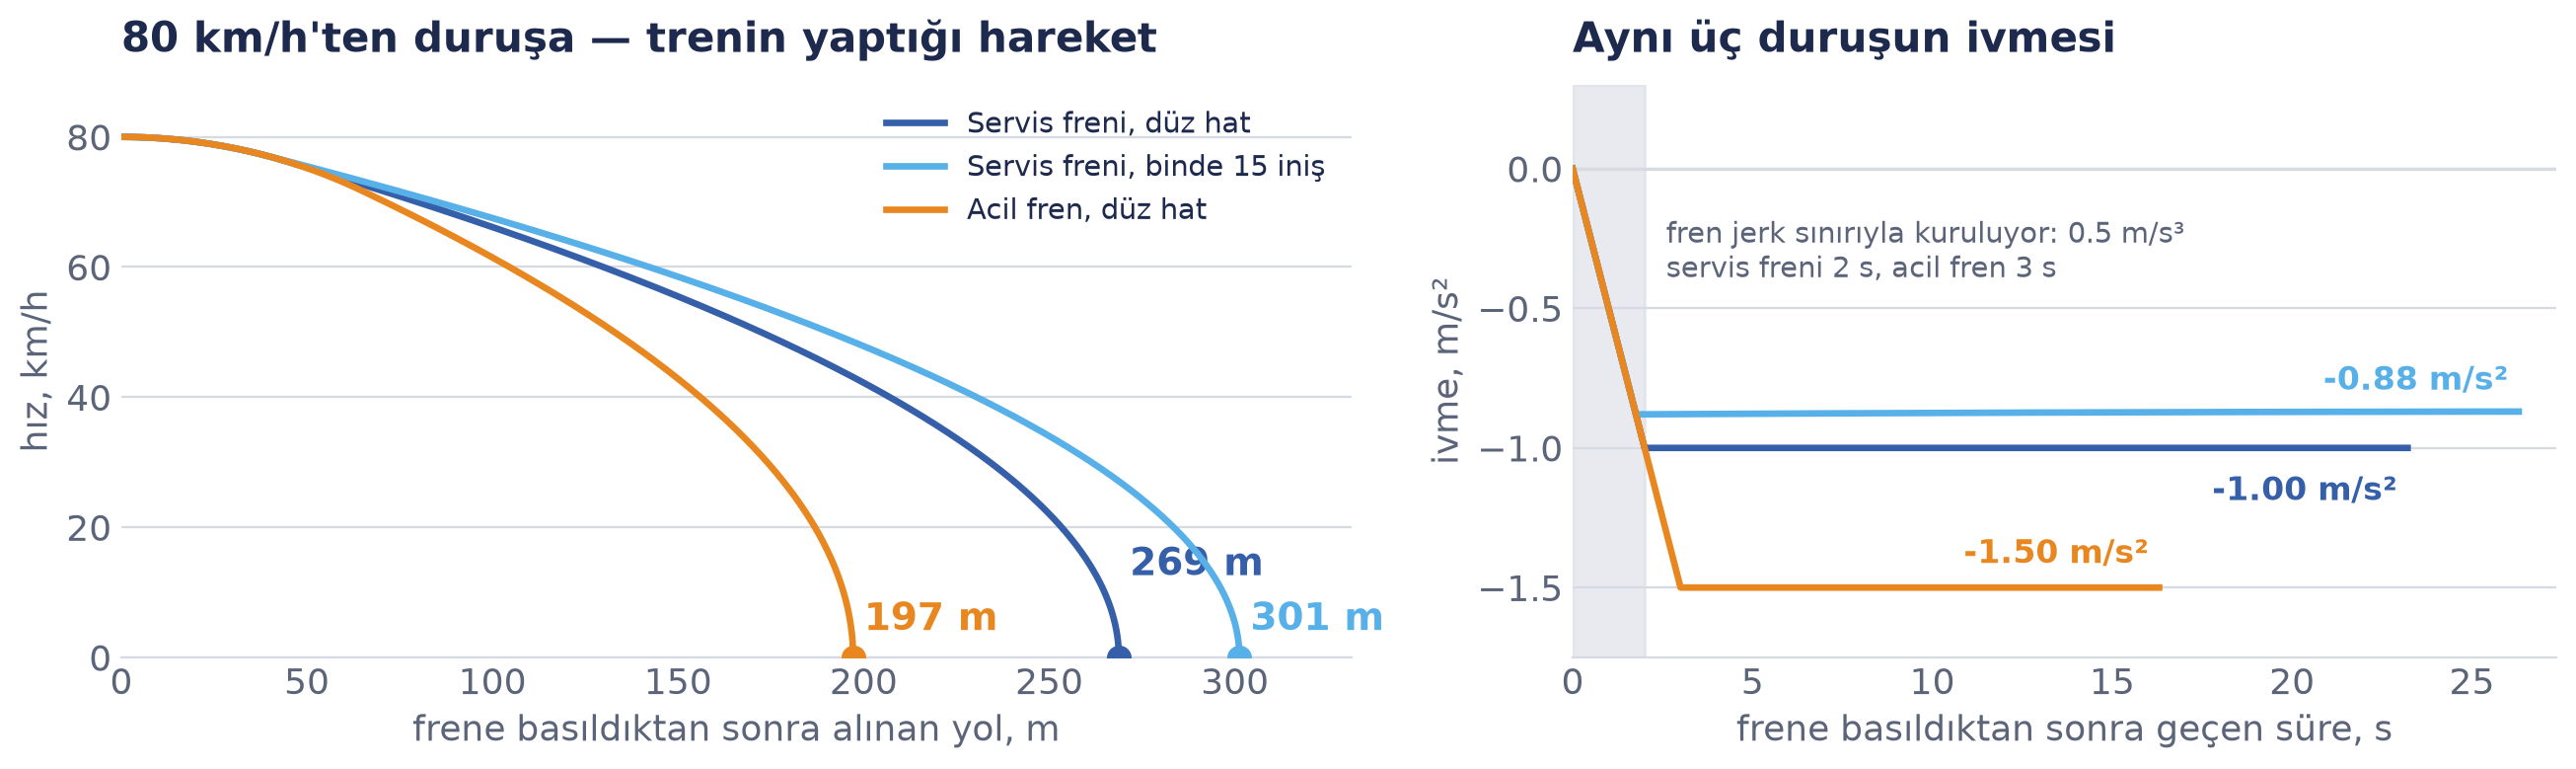 80 km/h'ten duruşa — trenin yaptığı hareket
hız, km/h
80
60
40
20
0
Servis freni, düz hat
Servis freni, binde 15 iniş
Acil fren, düz hat
269 m
197 m
301 m
0
50
100
150
200
250
300
frene basıldıktan sonra alınan yol, m
Aynı üç duruşun ivmesi
ivme, m/s²
0.0
−0.5
−1.0
−1.5
fren jerk sınırıyla kuruluyor: 0.5 m/s³
servis freni 2 s, acil fren 3 s
-0.88 m/s²
-1.00 m/s²
-1.50 m/s²
0
5
10
15
20
25
frene basıldıktan sonra geçen süre, s